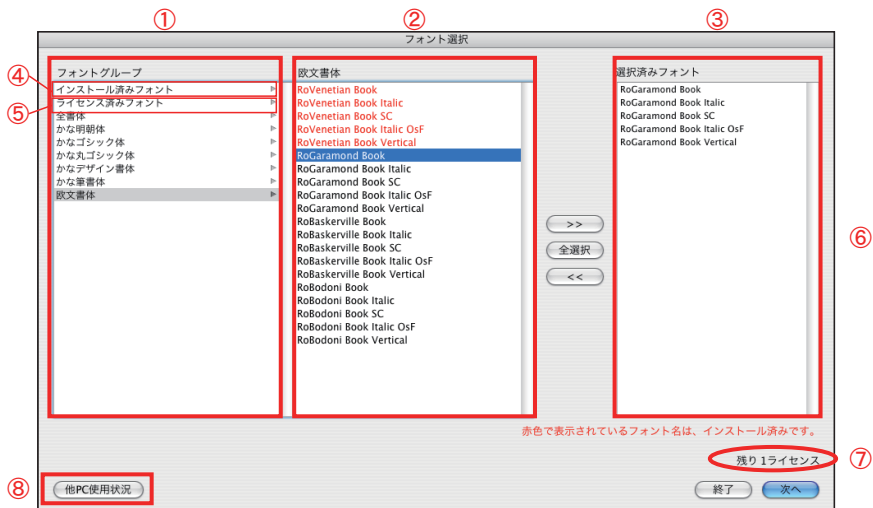 ①
②
③
フォント選択
フォントグループ
欧文書体
選択済みフォント
④
インストール済みフォント
⑤
ライセンス済みフォント
全書体
かな明朝体
かなゴシック体
かな丸ゴシック体
かなデザイン書体
かな筆書体
欧文書体
RoVenetian Book
RoVenetian Book Italic
RoVenetian Book SC
RoVenetian Book Italic OsF
RoVenetian Book Vertical
RoGaramond Book
RoGaramond Book Italic
RoGaramond Book SC
RoGaramond Book Italic OsF
RoGaramond Book Vertical
RoBaskerville Book
RoBaskerville Book Italic
RoBaskerville Book SC
RoBaskerville Book Italic OsF
RoBaskerville Book Vertical
RoBodoni Book
RoBodoni Book Italic
RoBodoni Book SC
RoBodoni Book Italic OsF
RoBodoni Book Vertical
>>
全選択
<<
RoGaramond Book
RoGaramond Book Italic
RoGaramond Book SC
RoGaramond Book Italic OsF
RoGaramond Book Vertical
⑥
赤色で表示されているフォント名は、インストール済みです。
残り 1ライセンス
⑦
⑧
他PC使用状況
終了
次へ